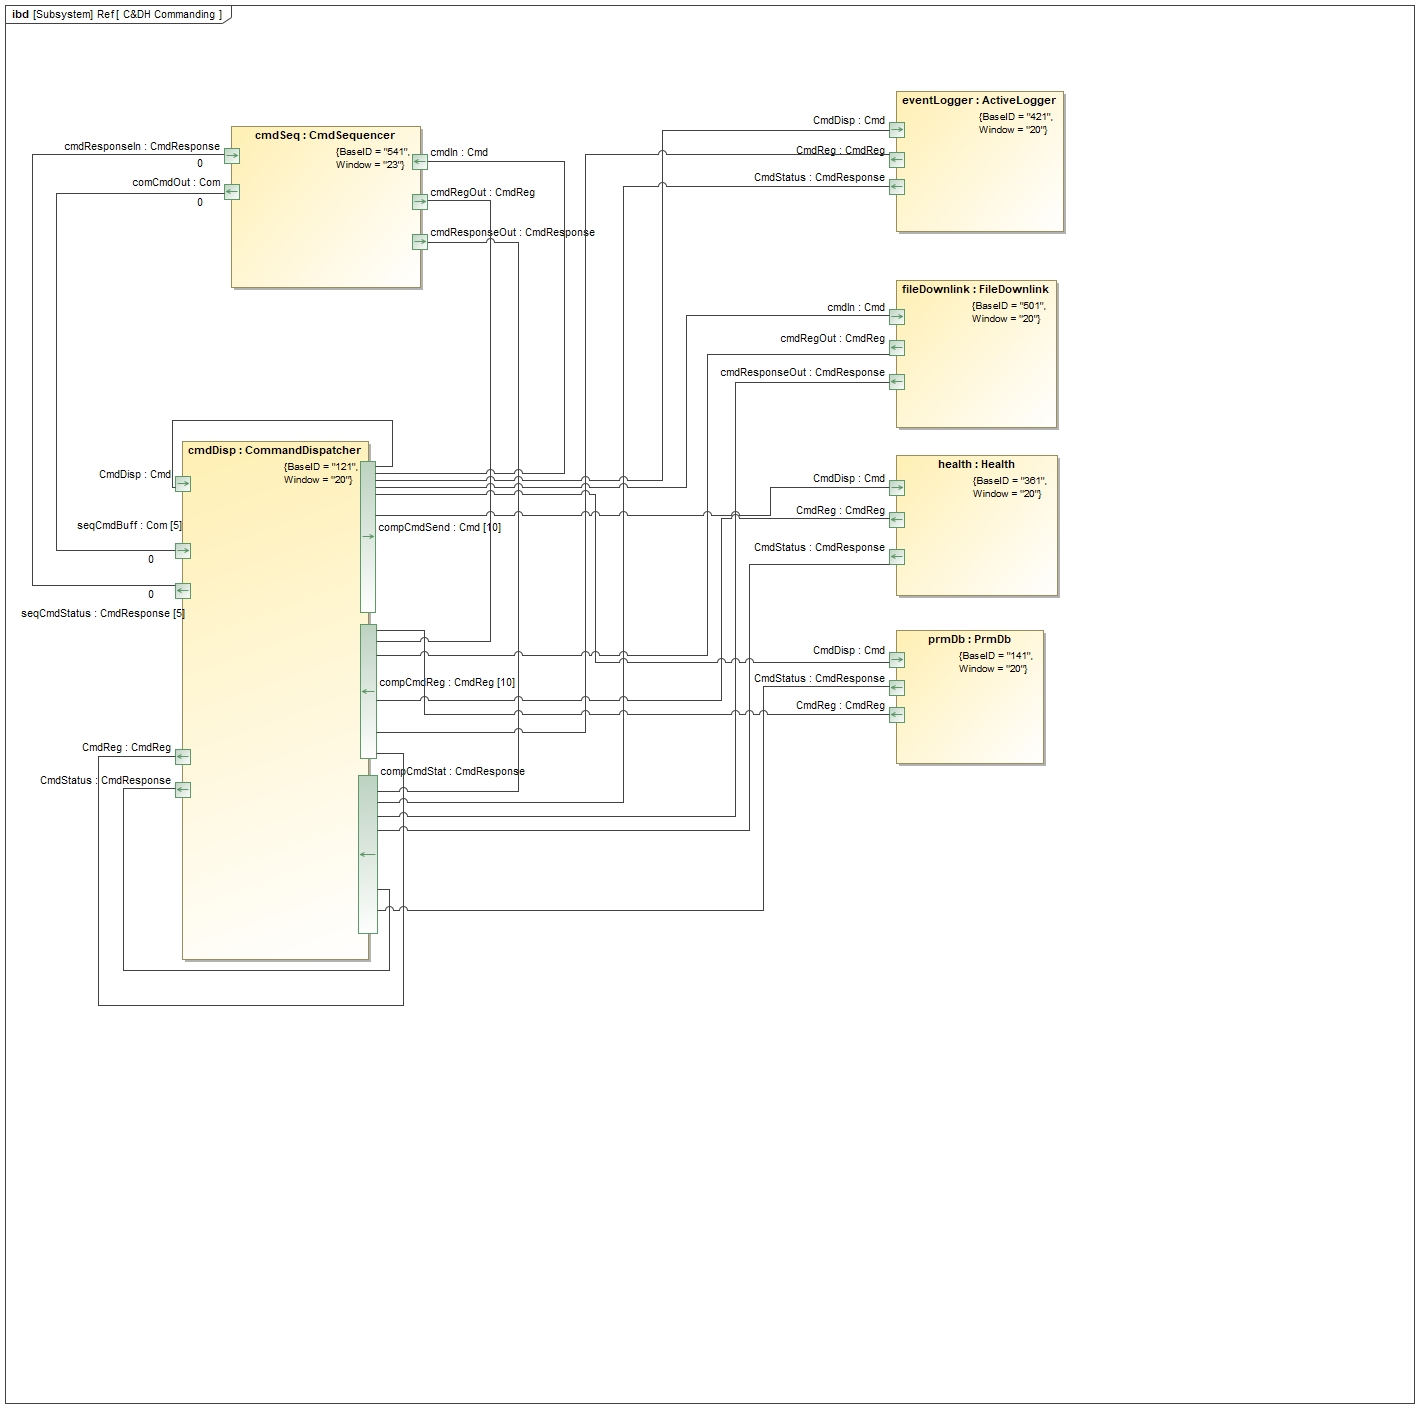 ibd [Subsystem] Ref [ C&DH Commanding ]
cmdSeq : CmdSequencer
{BaseID = "541",
Window = "23"}
cmdResponseIn : CmdResponse
0
comCmdOut : Com
0
cmdIn : Cmd
cmdRegOut : CmdReg
cmdResponseOut : CmdResponse
eventLogger : ActiveLogger
{BaseID = "421",
Window = "20"}
CmdDisp : Cmd
CmdReg : CmdReg
CmdStatus : CmdResponse
fileDownlink : FileDownlink
{BaseID = "501",
Window = "20"}
cmdIn : Cmd
cmdRegOut : CmdReg
cmdResponseOut : CmdResponse
cmdDisp : CommandDispatcher
{BaseID = "121",
Window = "20"}
CmdDisp : Cmd
seqCmdBuff : Com [5]
0
0
seqCmdStatus : CmdResponse [5]
compCmdSend : Cmd [10]
compCmdReg : CmdReg [10]
CmdReg : CmdReg
CmdStatus : CmdResponse
compCmdStat : CmdResponse
health : Health
{BaseID = "361",
Window = "20"}
CmdDisp : Cmd
CmdReg : CmdReg
CmdStatus : CmdResponse
prmDb : PrmDb
{BaseID = "141",
Window = "20"}
CmdDisp : Cmd
CmdStatus : CmdResponse
CmdReg : CmdReg